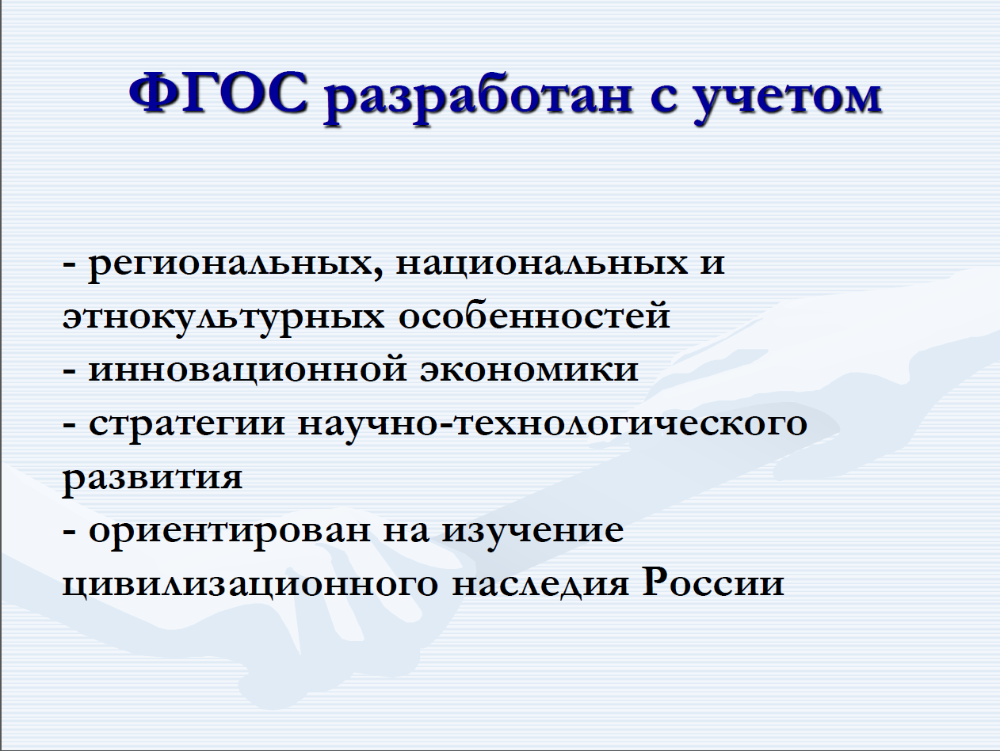 ФГОС разработан с учетом
- региональных, национальных и
этнокультурных особенностей
- инновационной экономики
- стратегии научно-технологического
развития
- ориентирован на изучение
цивилизационного наследия России